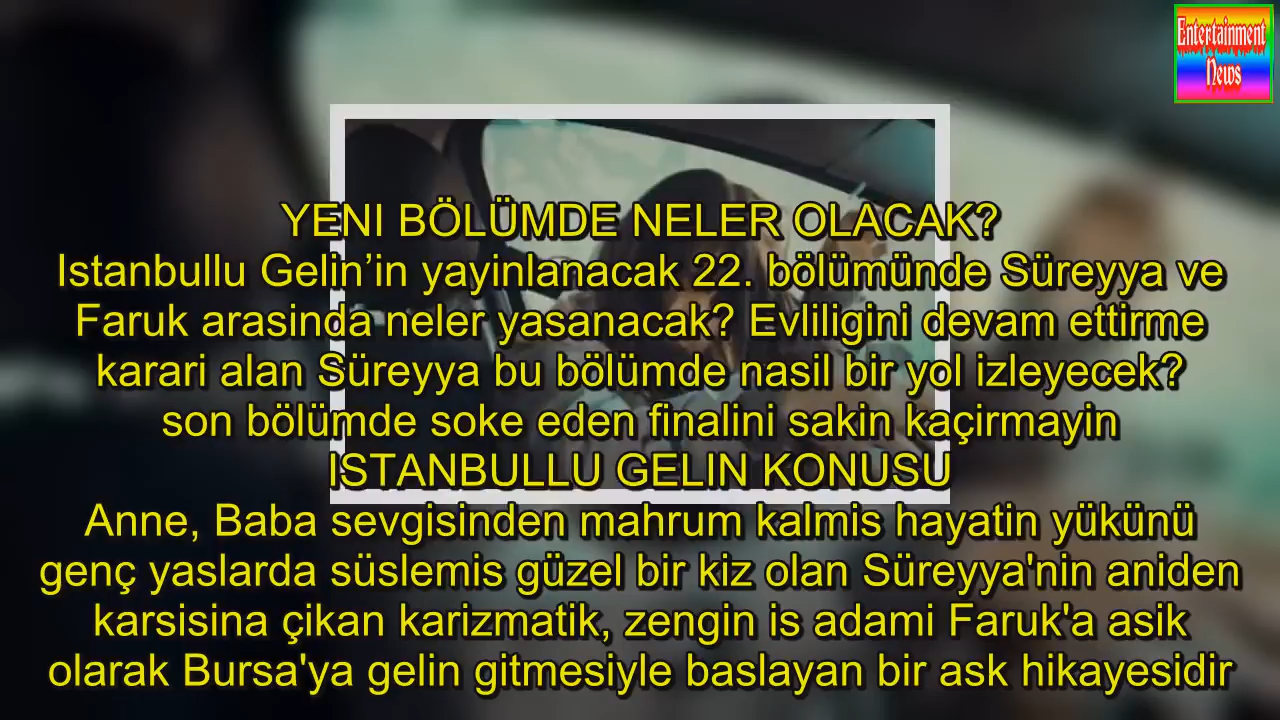 Entertainment
News
YENI BÖLÜMDE NELER OLACAK?
Istanbullu Gelin’in yayinlanacak 22. bölümünde Süreyya ve
Faruk arasinda neler yasanacak? Evliligini devam ettirme
karari alan Süreyya bu bölümde nasil bir yol izleyecek?
son bölümde soke eden finalini sakin kaçirmayin
ISTANBULLU GELIN KONUSU
Anne, Baba sevgisinden mahrum kalmis hayatin yükünü
genç yaslarda süslemis güzel bir kiz olan Süreyya'nin aniden
karsisina çikan karizmatik, zengin is adami Faruk'a asik
olarak Bursa'ya gelin gitmesiyle baslayan bir ask hikayesidir